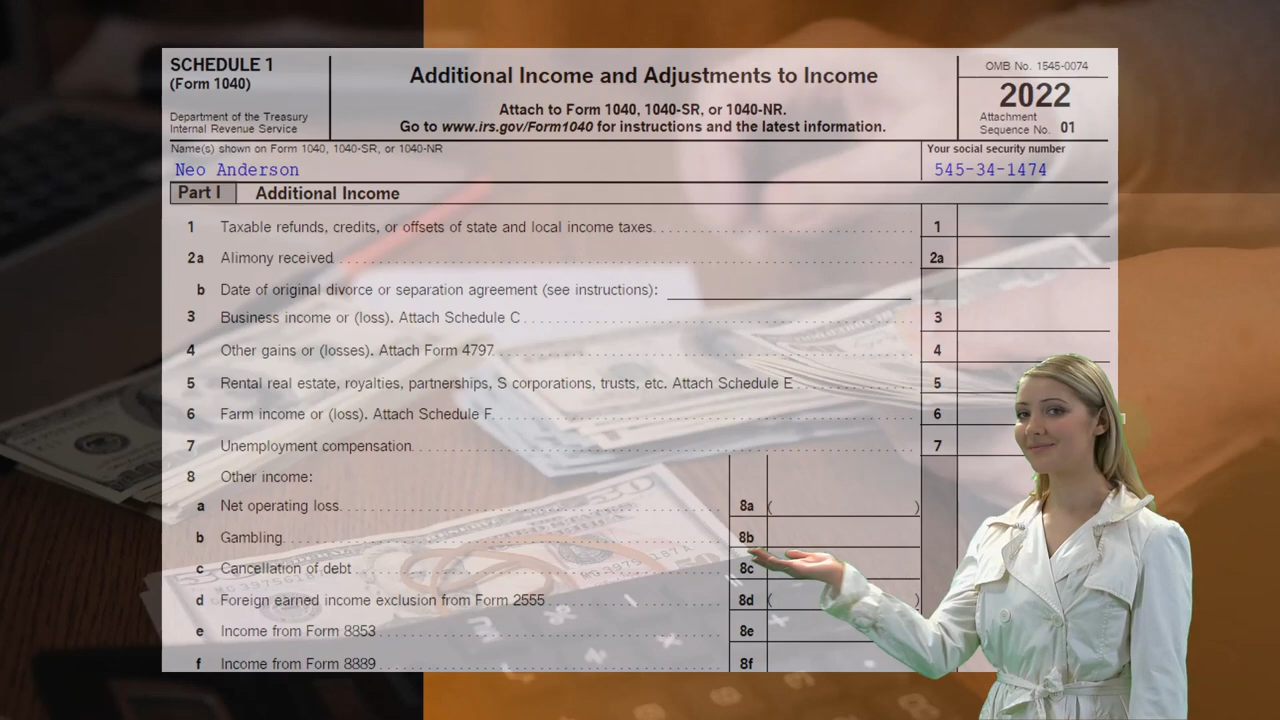 SCHEDULE 1
(Form 1040)
Department of the Treasury
Internal Revenue Service
Additional Income and Adjustments to Income
Attach to Form 1040, 1040-SR, or 1040-NR.
Go to www.irs.gov/Form1040 for instructions and the latest information.
OMB No. 1545-0074
2022
Attachment
Sequence No. 01
Name(s) shown on Form 1040, 1040-SR, or 1040-NR
Neo Anderson
Your social security number
545-34-1474
Part I Additional Income
1 Taxable refunds, credits, or offsets of state and local income taxes 1
2a Alimony received 2a
b Date of original divorce or separation agreement (see instructions):
3 Business income or (loss). Attach Schedule C 3
4 Other gains or (losses). Attach Form 4797 4
5 Rental real estate, royalties, partnerships, S corporations, trusts, etc. Attach Schedule E 5
6 Farm income or (loss). Attach Schedule F 6
7 Unemployment compensation 7
8 Other income:
a Net operating loss 8a ( )
b Gambling 8b
c Cancellation of debt 8c
d Foreign earned income exclusion from Form 2555 8d ( )
e Income from Form 8853 8e
f Income from Form 8889 8f